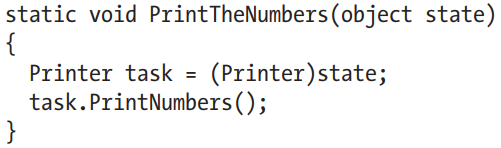 static void PrintTheNumbers(object state)
{
  Printer task = (Printer)state;
  task.PrintNumbers();
}